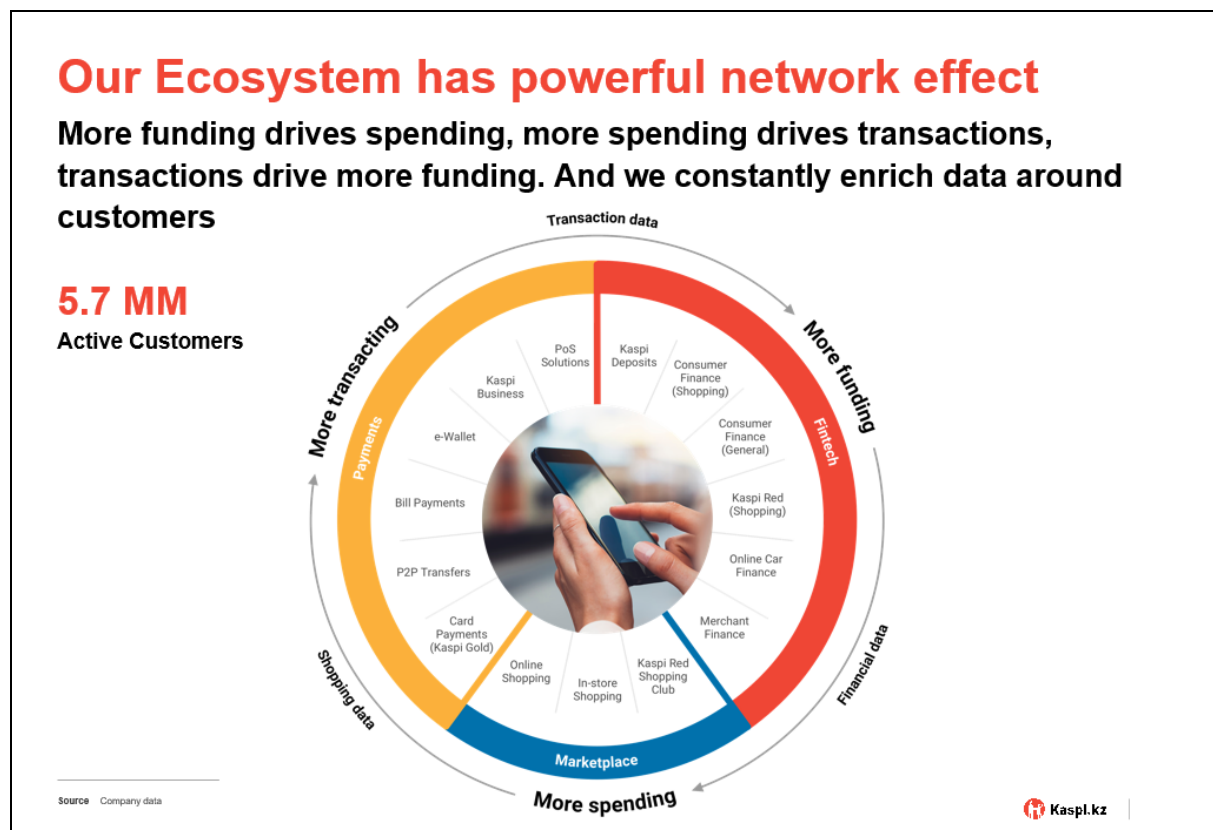 Our Ecosystem has powerful network effect
More funding drives spending, more spending drives transactions,
transactions drive more funding. And we constantly enrich data around
customers
5.7 MM
Active Customers
Transaction data
More funding
Financial data
More spending
Shopping data
More transacting
Fintech
Kaspi
Deposits
Consumer
Finance
(Shopping)
Consumer
Finance
(General)
Kaspi Red
(Shopping)
Online Car
Finance
Merchant
Finance
Marketplace
Kaspi Red
Shopping
Club
In-store
Shopping
Online
Shopping
Payments
Card
Payments
(Kaspi Gold)
P2P Transfers
Bill Payments
e-Wallet
Kaspi
Business
PoS
Solutions
Source Company data
Kaspi.kz